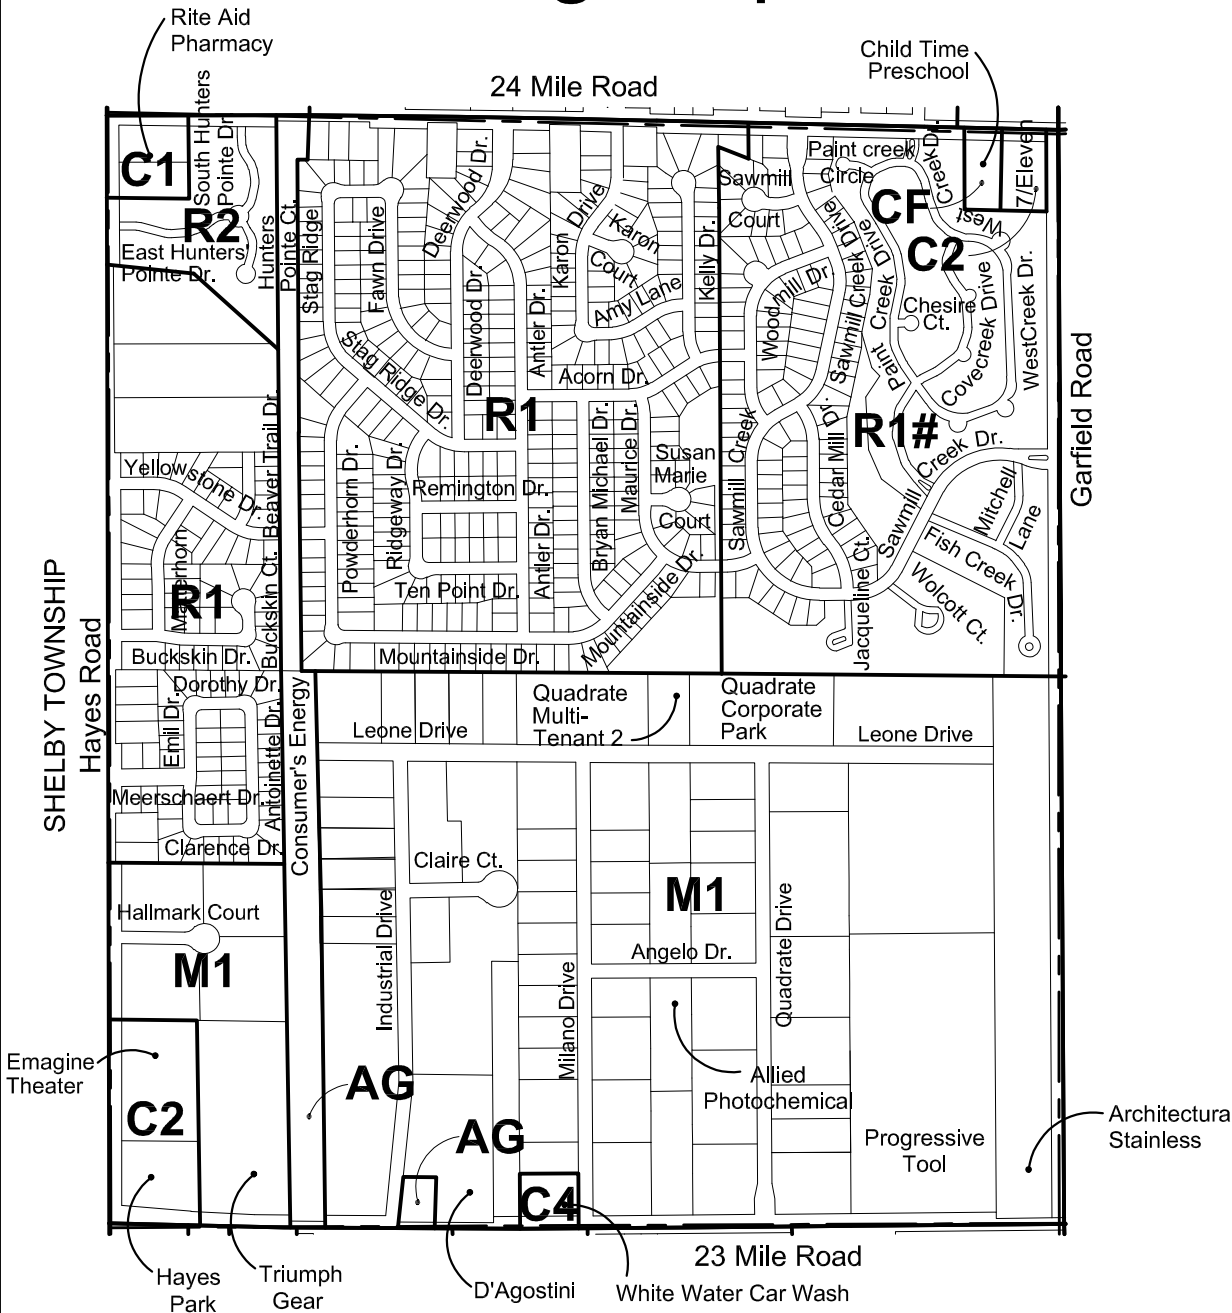 Rite Aid
Pharmacy
24 Mile Road
Child Time
Preschool
C1
South Hunters
Pointe Dr.
R2
East Hunters'
Pointe Dr.
Hunters
Pointe Ct.
Stag Ridge
Fawn Drive
Deerwood Dr.
Deerwood Dr.
Karon Drive
Karon
Court
Amy Lane
Kelly Dr.
Antler Dr.
Acorn Dr.
Stag Ridge Dr.
R1
Sawmill
Court
Paint creek
Circle
Creek Dr.
West
7/Eleven
CF
C2
Sawmill Creek Drive
Paint Creek Drive
Woodmill Dr.
Chesire
Ct.
Covecreek Drive
WestCreek Dr.
Garfield Road
R1#
Sawmill Creek
Cedar Mill Dr.
Sawmill Creek Dr.
Mitchell
Lane
Fish Creek Dr.
Wolcott Ct.
Jacqueline Ct.
Susan
Marie
Court
Bryan Michael Dr.
Maurice Dr.
Powderhorn Dr.
Ridgeway Dr.
Remington Dr.
Antler Dr.
Ten Point Dr.
Mountainside Dr.
Mountainside Dr.
Yellowstone Dr.
Beaver Trail Dr.
R1
Buckskin Ct.
Buckskin Dr.
Dorothy Dr.
Emil Dr.
Antoinette Dr.
Meerschaert Dr.
Clarence Dr.
SHELBY TOWNSHIP
Hayes Road
Consumer's Energy
Leone Drive
Quadrate
Multi-
Tenant 2
Quadrate
Corporate
Park
Leone Drive
Claire Ct.
M1
Industrial Drive
Milano Drive
Angelo Dr.
Quadrate Drive
Hallmark Court
M1
Emagine
Theater
C2
AG
AG
C4
Allied
Photochemical
Progressive
Tool
Architectura
Stainless
23 Mile Road
Hayes
Park
Triumph
Gear
D'Agostini
White Water Car Wash